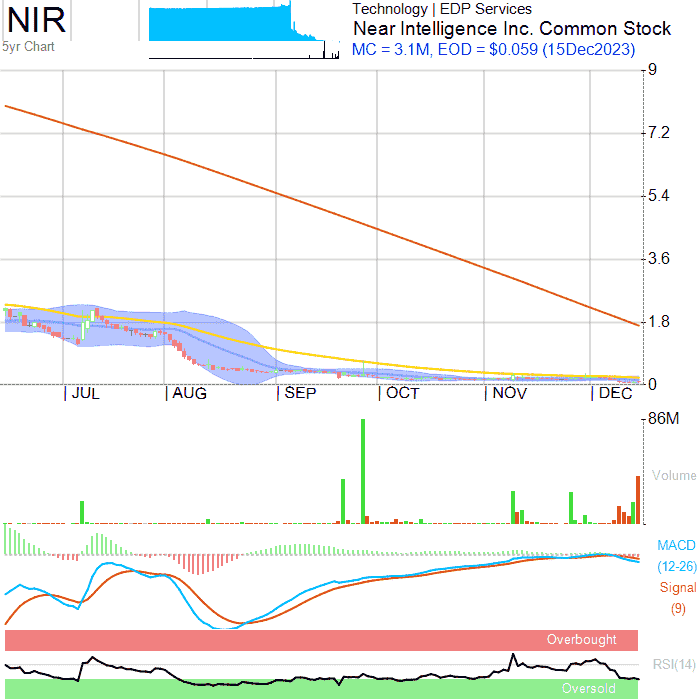 NIR
5yr Chart
Technology | EDP Services
Near Intelligence Inc. Common Stock
MC = 3.1M, EOD = $0.059 (15Dec2023)
9
7.2
5.4
3.6
1.8
0
JUL
AUG
SEP
OCT
NOV
DEC
86M
Volume
MACD
(12-26)
Signal
(9)
Overbought
RSI(14)
Oversold